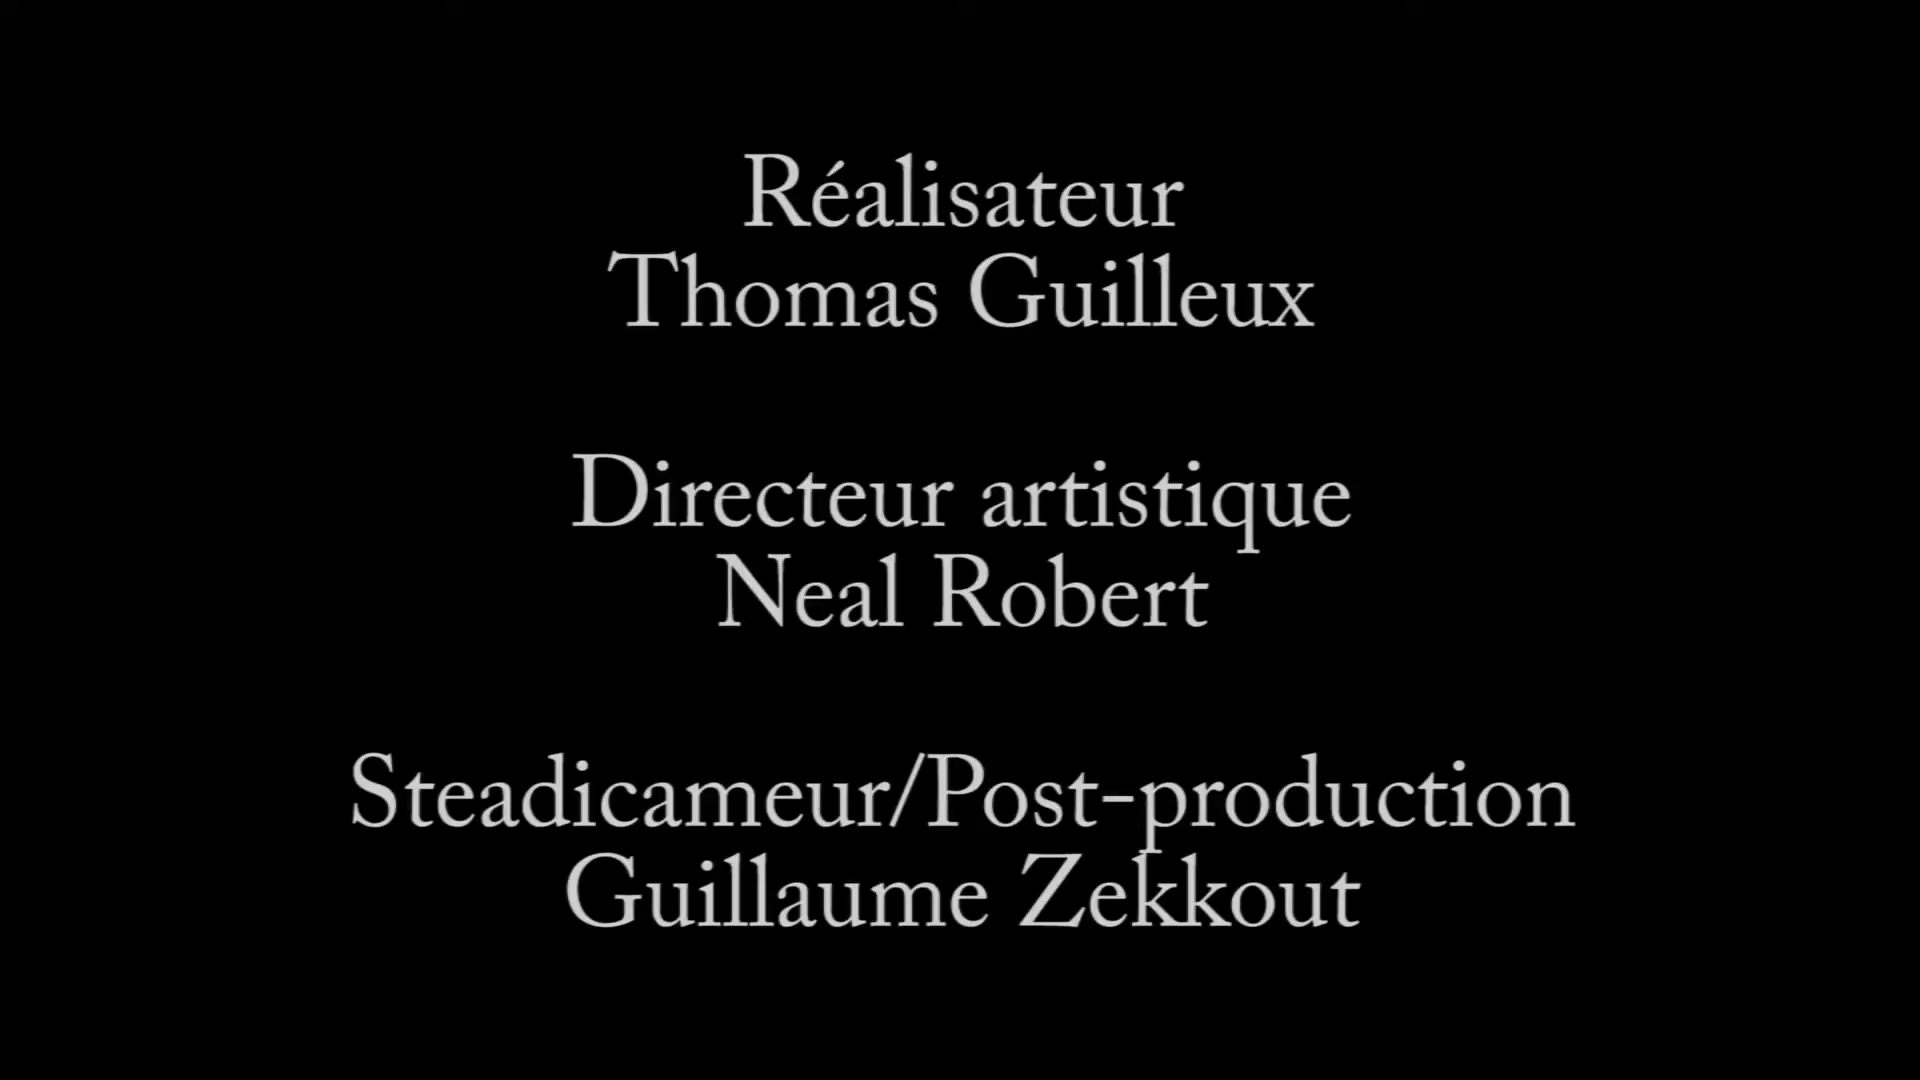 Réalisateur
Thomas Guilleux
Directeur artistique
Neal Robert
Steadicameur/Post-production
Guillaume Zekkout